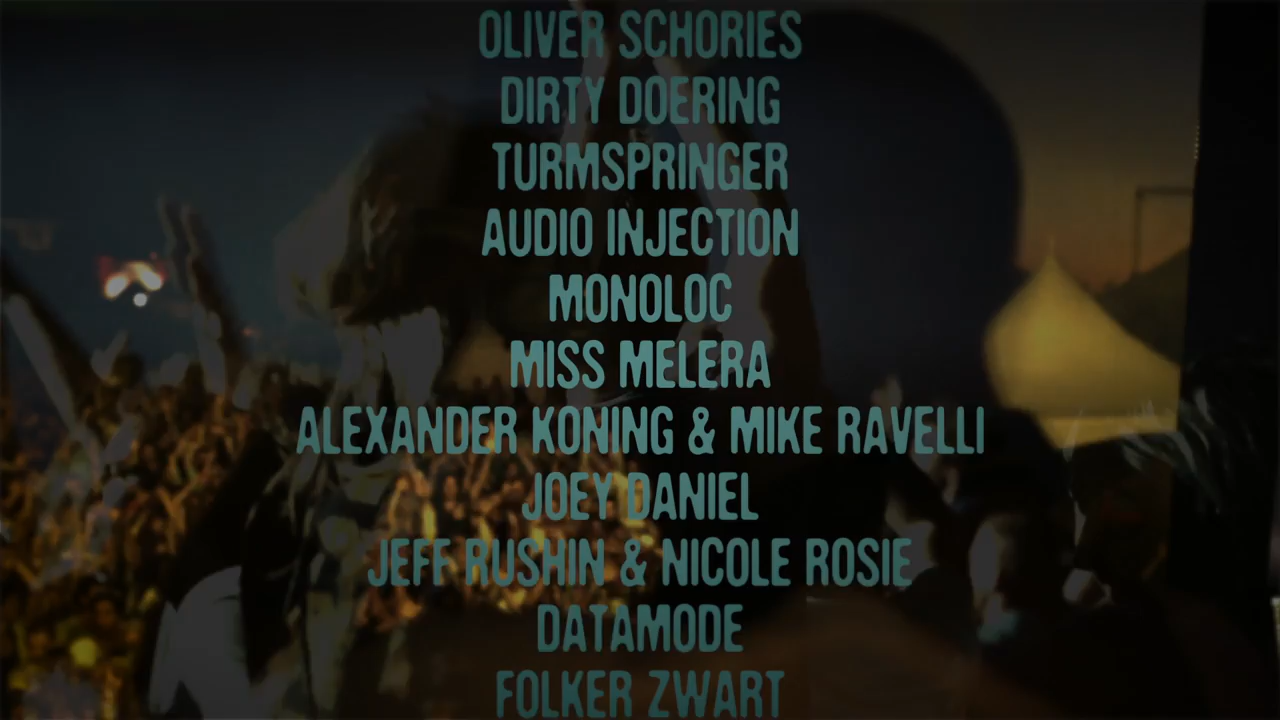 OLIVER SCHORIES
DIRTY DOERING
TURMSPRINGER
AUDIO INJECTION
MONOLOC
MISS MELERA
ALEXANDER KONING & MIKE RAVELLI
JOEY DANIEL
JEFF RUSHIN & NICOLE ROSIE
DATAMODE
FOLKER ZWART